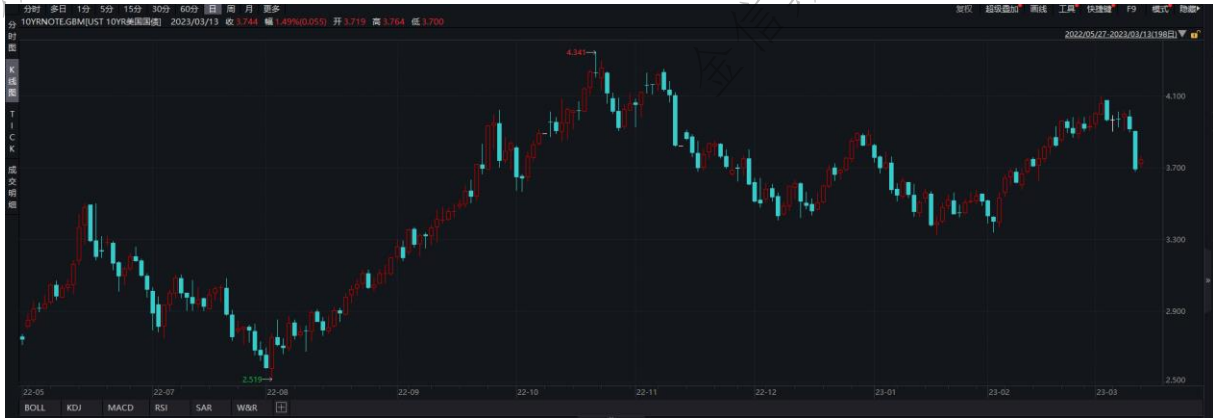 分时 多日 1分 5分 15分 30分 60分 日 周 月 更多 复权 超级叠加 画线 工具 快捷键 F9 模式 隐藏
10YRNOTE.GBM[UST 10YR美国国债] 2023/03/13 收3.744 幅1.49%(0.055) 开3.719 高3.764 低3.700
2022/05/27-2023/03/13(198日)
分时图
K线图
TICK
成交明细
金信
4.341
4.100
3.700
3.300
2.900
2.519
2.500
22-05 22-07 22-08 22-09 22-10 22-11 22-12 23-01 23-02 23-03
BOLL KDJ MACD RSI SAR W&R